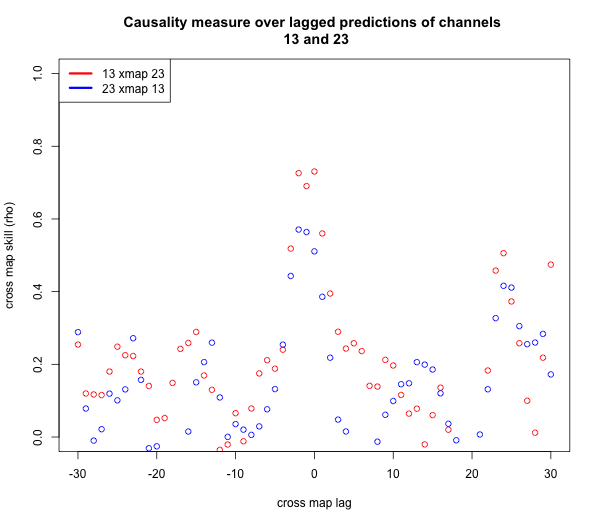 Causality measure over lagged predictions of channels
13 and 23
13 xmap 23
23 xmap 13
cross map skill (rho)
1.0
0.8
0.6
0.4
0.2
0.0
-30 -20 -10 0 10 20 30
cross map lag